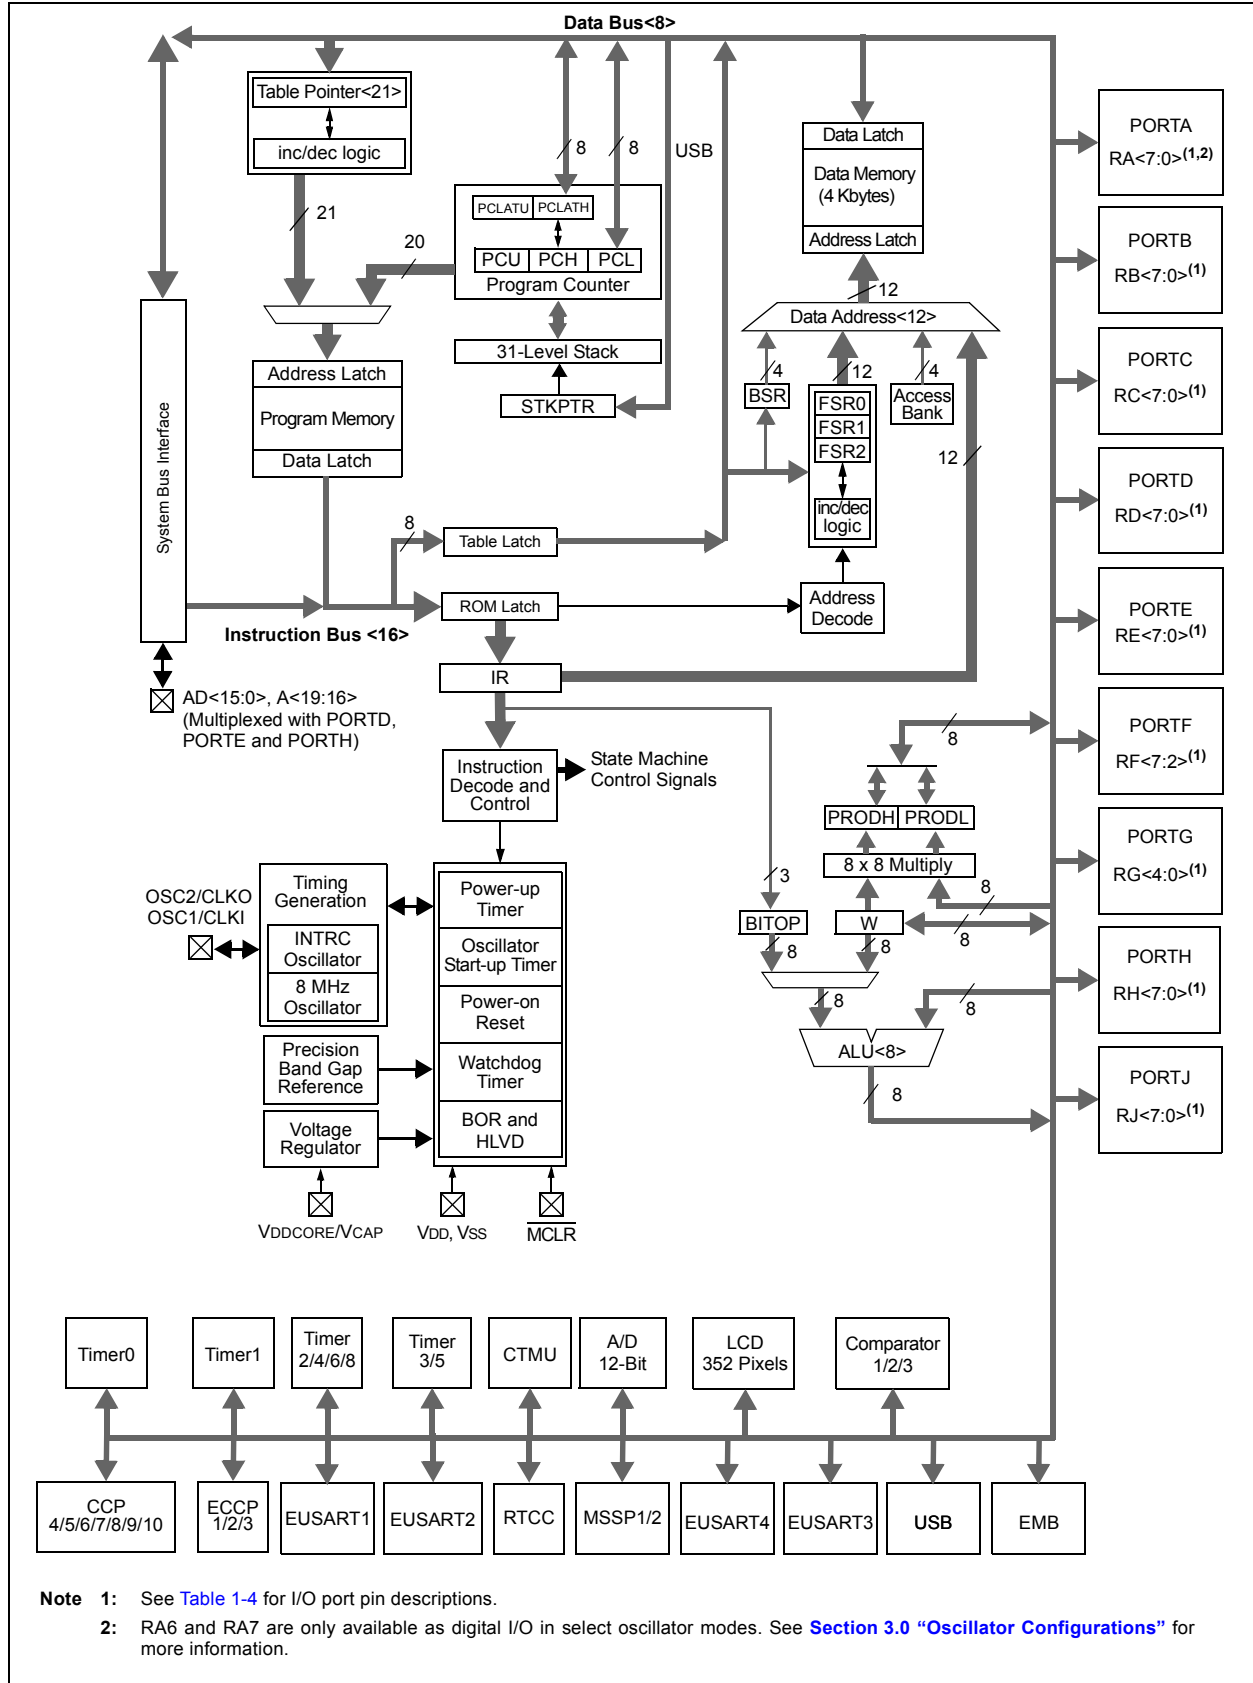 Data Bus<8>
Table Pointer<21>
inc/dec logic
21
20
8
8
USB
PCLATU PCLATH
PCU PCH PCL
Program Counter
31-Level Stack
STKPTR
Data Latch
Data Memory
(4 Kbytes)
Address Latch
12
Data Address<12>
4
12
4
BSR
FSR0
FSR1
FSR2
inc/dec
logic
Access
Bank
12
Address
Decode
System Bus Interface
Address Latch
Program Memory
Data Latch
8
Table Latch
ROM Latch
Instruction Bus <16>
IR
AD<15:0>, A<19:16>
(Multiplexed with PORTD,
PORTE and PORTH)
Instruction
Decode and
Control
State Machine
Control Signals
8
PRODH PRODL
8 x 8 Multiply
3
8
BITOP
W
8
8
8
8
8
ALU<8>
8
OSC2/CLKO
OSC1/CLKI
Timing
Generation
INTRC
Oscillator
8 MHz
Oscillator
Precision
Band Gap
Reference
Voltage
Regulator
Power-up
Timer
Oscillator
Start-up Timer
Power-on
Reset
Watchdog
Timer
BOR and
HLVD
VDDCORE/VCAP
VDD, VSS
MCLR
PORTA
RA<7:0>(1,2)
PORTB
RB<7:0>(1)
PORTC
RC<7:0>(1)
PORTD
RD<7:0>(1)
PORTE
RE<7:0>(1)
PORTF
RF<7:2>(1)
PORTG
RG<4:0>(1)
PORTH
RH<7:0>(1)
PORTJ
RJ<7:0>(1)
Timer0
Timer1
Timer
2/4/6/8
Timer
3/5
CTMU
A/D
12-Bit
LCD
352 Pixels
Comparator
1/2/3
CCP
4/5/6/7/8/9/10
ECCP
1/2/3
EUSART1
EUSART2
RTCC
MSSP1/2
EUSART4
EUSART3
USB
EMB
Note 1: See Table 1-4 for I/O port pin descriptions.
2: RA6 and RA7 are only available as digital I/O in select oscillator modes. See Section 3.0 “Oscillator Configurations” for
more information.